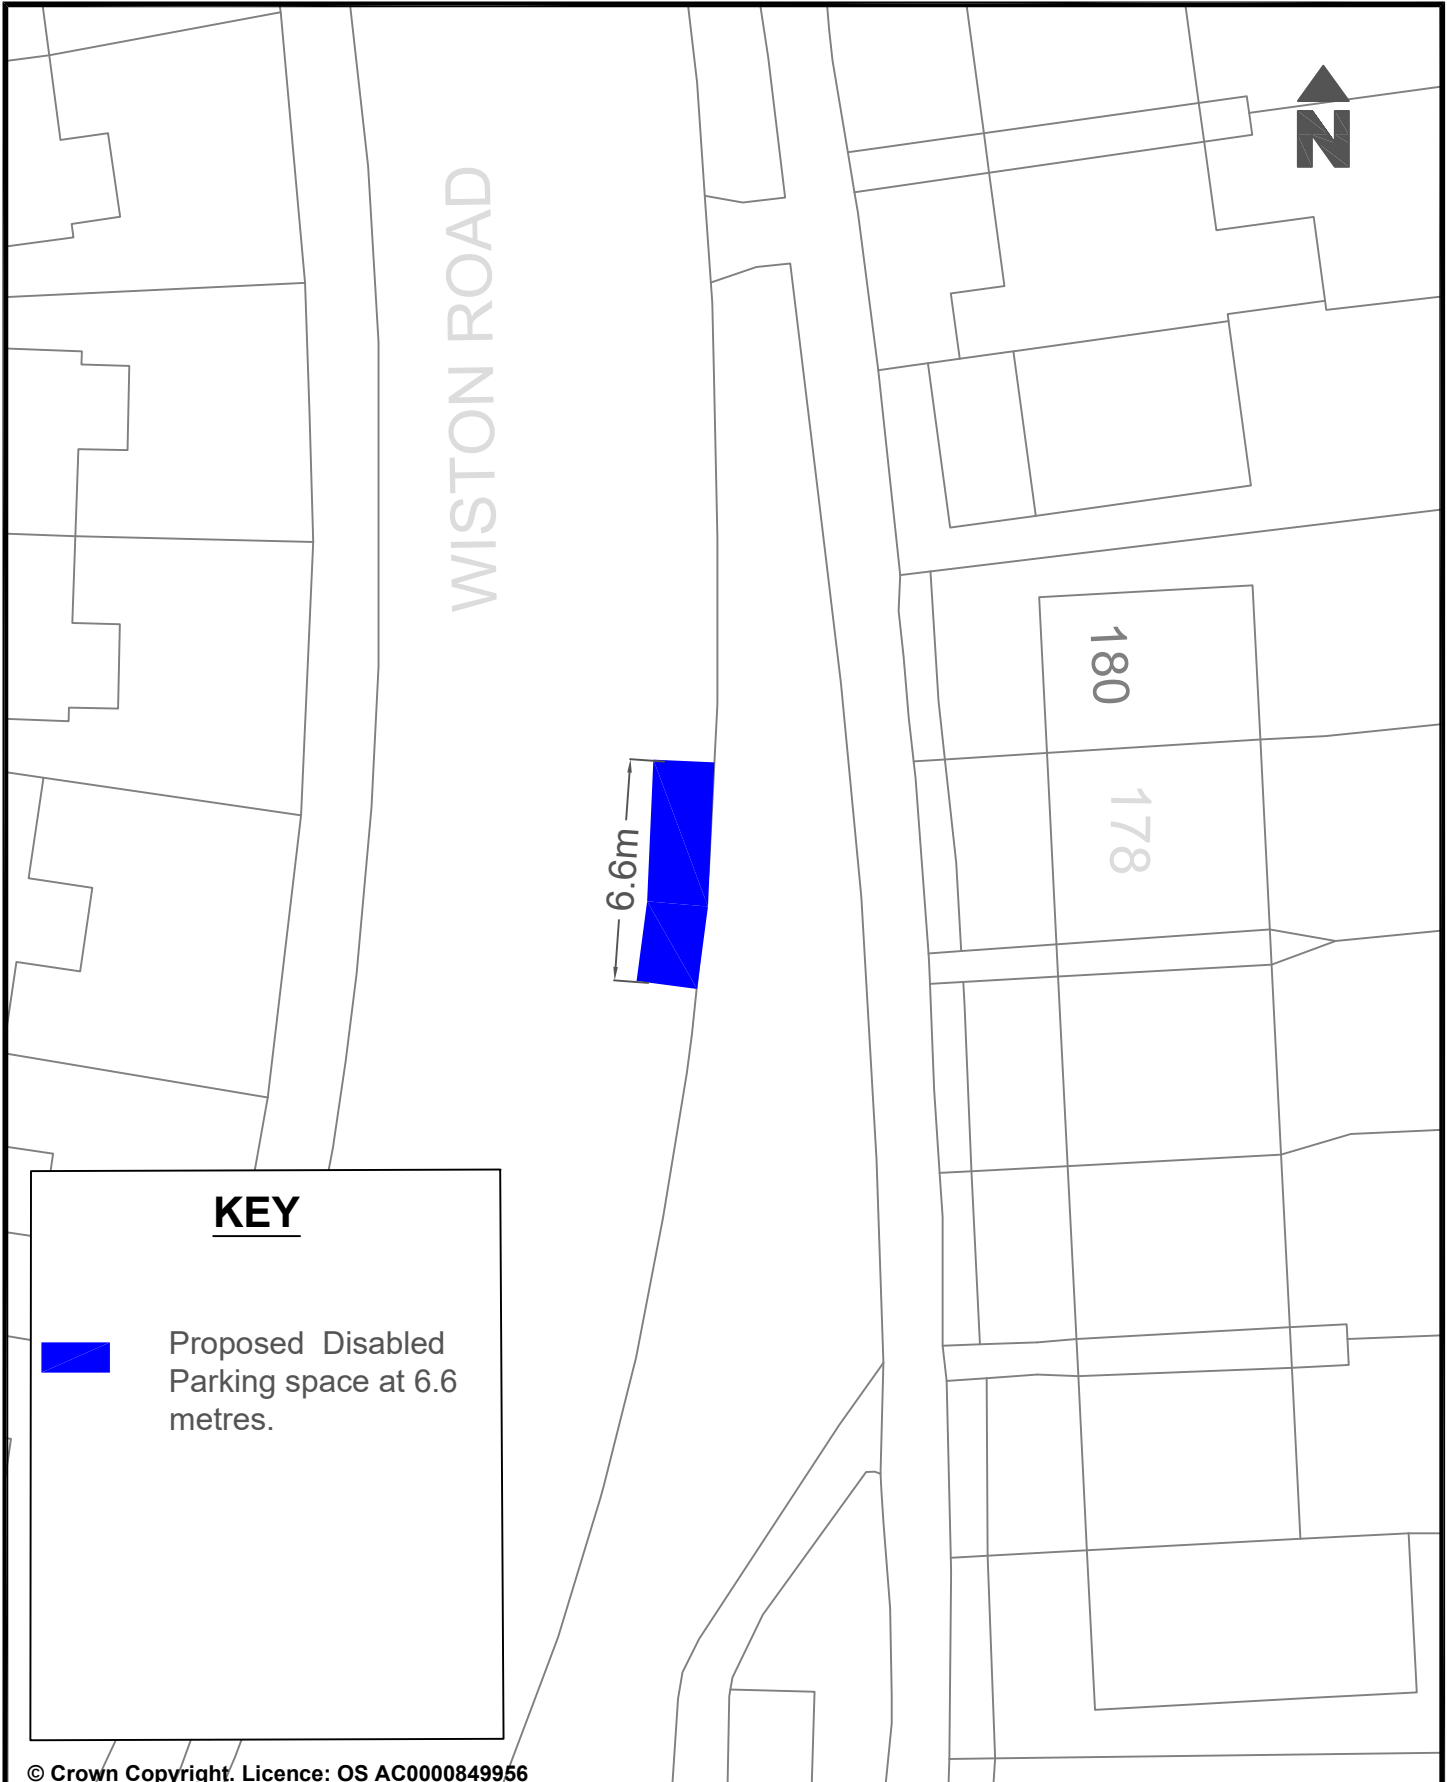 N
WISTON ROAD
180
178
6.6m
KEY
Proposed Disabled
Parking space at 6.6
metres.
© Crown Copyright. Licence: OS AC0000849956